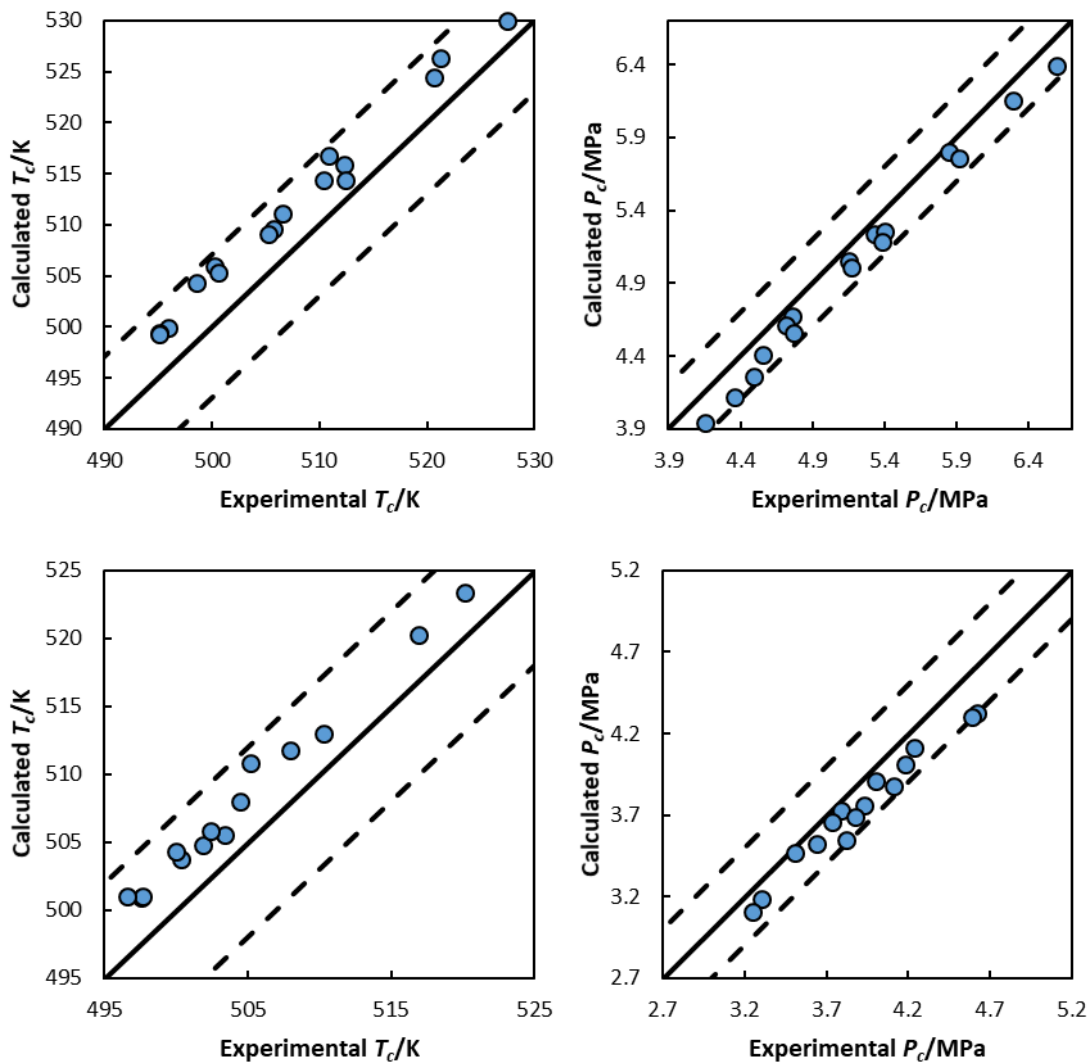 530
525
520
515
510
505
500
495
490
Calculated Tc/K
490 500 510 520 530
Experimental Tc/K
6.4
5.9
5.4
4.9
4.4
3.9
Calculated Pc/MPa
3.9 4.4 4.9 5.4 5.9 6.4
Experimental Pc/MPa
525
520
515
510
505
500
495
Calculated Tc/K
495 505 515 525
Experimental Tc/K
5.2
4.7
4.2
3.7
3.2
2.7
Calculated Pc/MPa
2.7 3.2 3.7 4.2 4.7 5.2
Experimental Pc/MPa